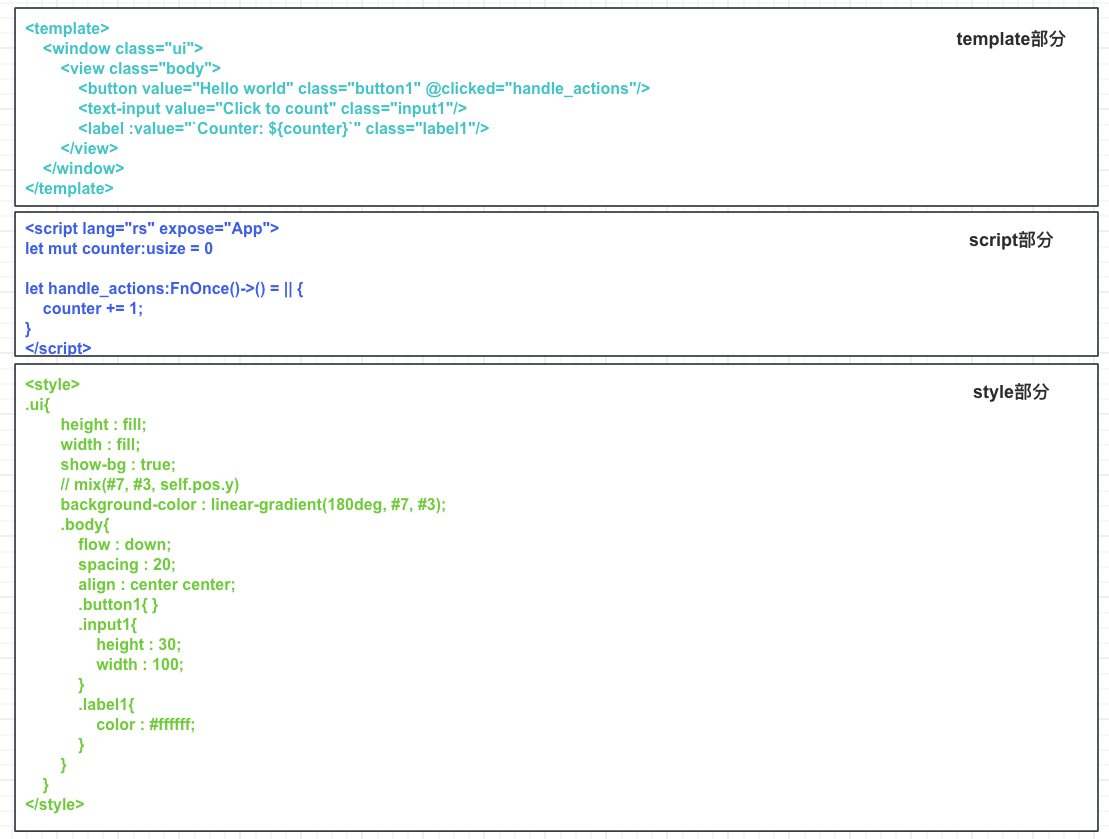 <template>
    <window class="ui">
        <view class="body">
            <button value="Hello world" class="button1" @clicked="handle_actions"/>
            <text-input value="Click to count" class="input1"/>
            <label :value="`Counter: ${counter}`" class="label1"/>
        </view>
    </window>
</template>
template部分
<script lang="rs" expose="App">
let mut counter:usize = 0

let handle_actions:FnOnce()->() = || {
    counter += 1;
}
</script>
script部分
<style>
.ui{
        height : fill;
        width : fill;
        show-bg : true;
        // mix(#7, #3, self.pos.y)
        background-color : linear-gradient(180deg, #7, #3);
        .body{
            flow : down;
            spacing : 20;
            align : center center;
            .button1{ }
            .input1{
                height : 30;
                width : 100;
            }
            .label1{
                color : #ffffff;
            }
        }
    }
</style>
style部分